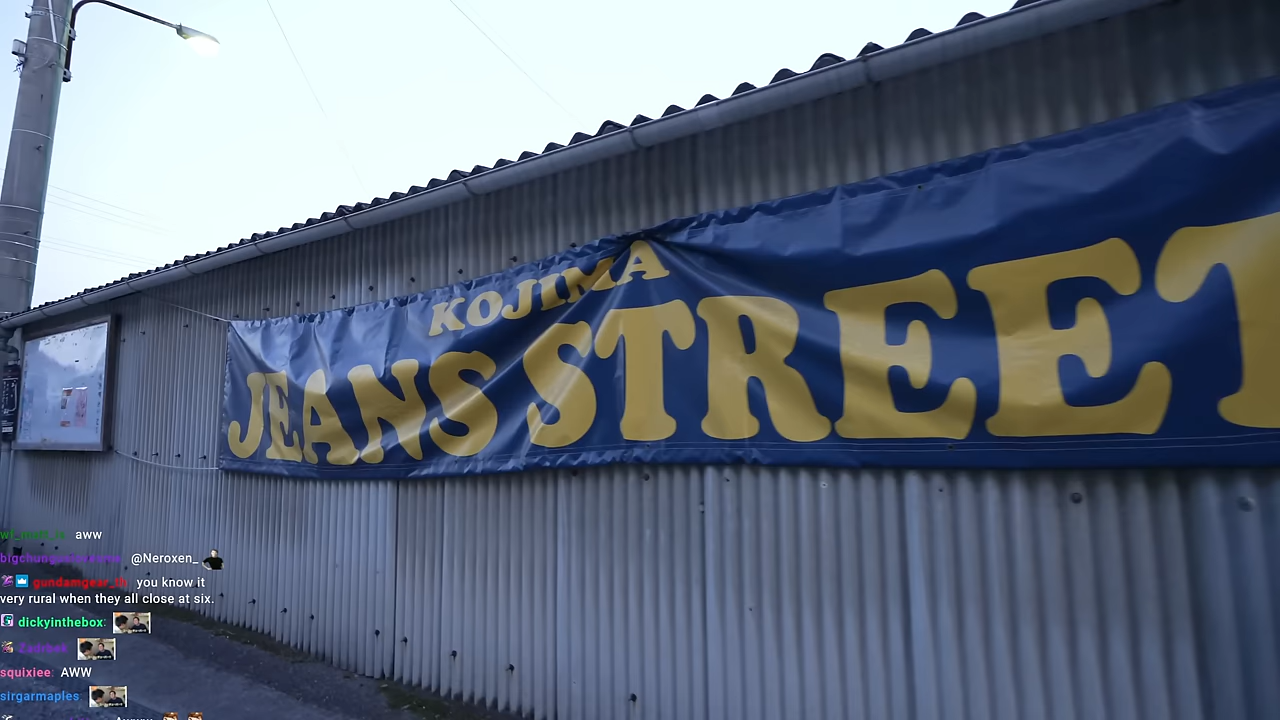 KOJIMA
JEANS STREET
aww
@Neroxen_
gundamgear_th you know it
very rural when they all close at six.
dickyinthebox:
squixiee: AWW
sirgarmaples